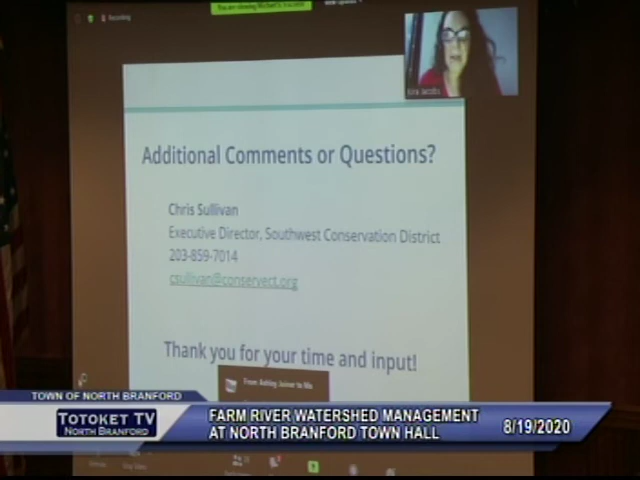 Recording
Additional Comments or Questions?
Chris Sullivan
Executive Director, Southwest Conservation District
203-859-7014
csullivan@conservect.org
Thank you for your time and input!
TOWN OF NORTH BRANFORD
TOTOKET TV
NORTH BRANFORD
FARM RIVER WATERSHED MANAGEMENT
AT NORTH BRANFORD TOWN HALL
8/19/2020